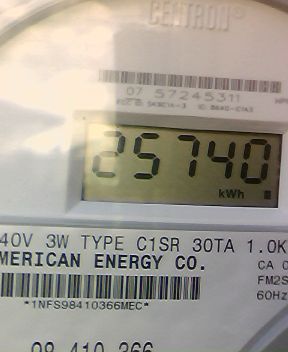 CENTRON®
07 57245311
25740
kWh
40V 3W TYPE C1SR 30TA 1.0K
MERICAN ENERGY CO.
CA 0
FM2S
60Hz
*1NFS98410366MEC*
98 410 366